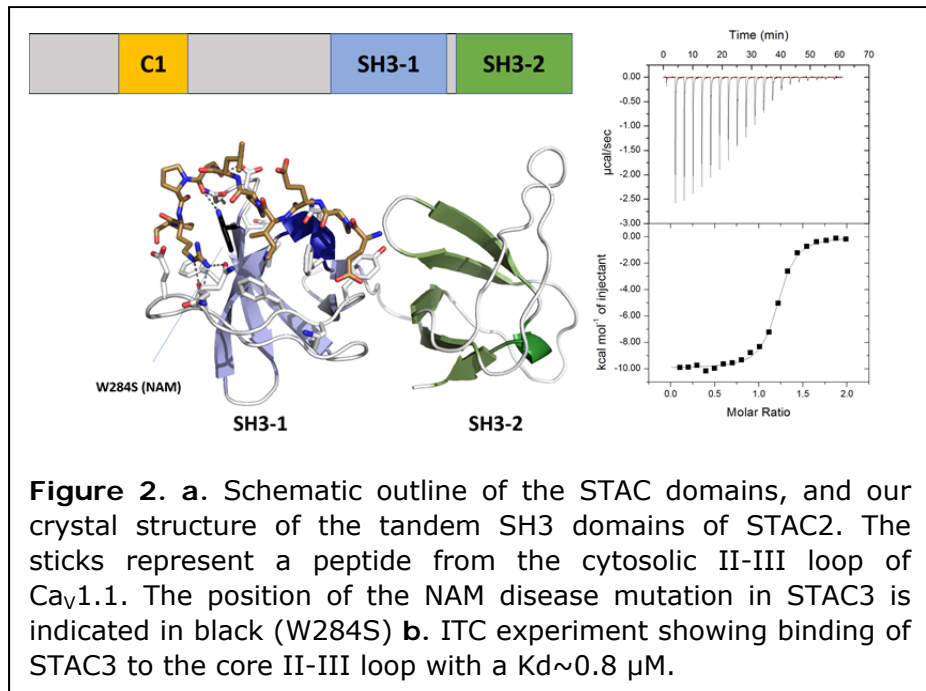 C1
SH3-1
SH3-2
W284S (NAM)
SH3-1
SH3-2
Time (min)
0 10 20 30 40 50 60 70
0.00
-0.50
-1.00
-1.50
-2.00
-2.50
-3.00
µcal/sec
0.00
-2.00
-4.00
-6.00
-8.00
-10.00
kcal mol⁻¹ of injectant
0.0 0.5 1.0 1.5 2.0
Molar Ratio
Figure 2. a. Schematic outline of the STAC domains, and our
crystal structure of the tandem SH3 domains of STAC2. The
sticks represent a peptide from the cytosolic II-III loop of
CaV1.1. The position of the NAM disease mutation in STAC3 is
indicated in black (W284S) b. ITC experiment showing binding of
STAC3 to the core II-III loop with a Kd~0.8 µM.